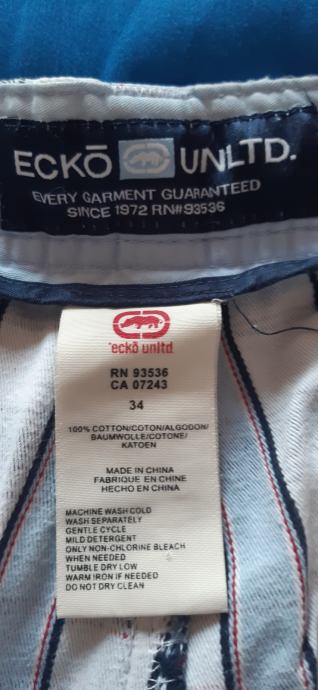 ECKŌ UNLTD.
EVERY GARMENT GUARANTEED
SINCE 1972 RN#93536
*eckō unltd
RN 93536
CA 07243
34
100% COTTON/COTON/ALGODON/
BAUMWOLLE/COTONE/
KATOEN
MADE IN CHINA
FABRIQUE EN CHINE
HECHO EN CHINA
MACHINE WASH COLD
WASH SEPARATELY
GENTLE CYCLE
MILD DETERGENT
ONLY NON-CHLORINE BLEACH
WHEN NEEDED
TUMBLE DRY LOW
WARM IRON IF NEEDED
DO NOT DRY CLEAN